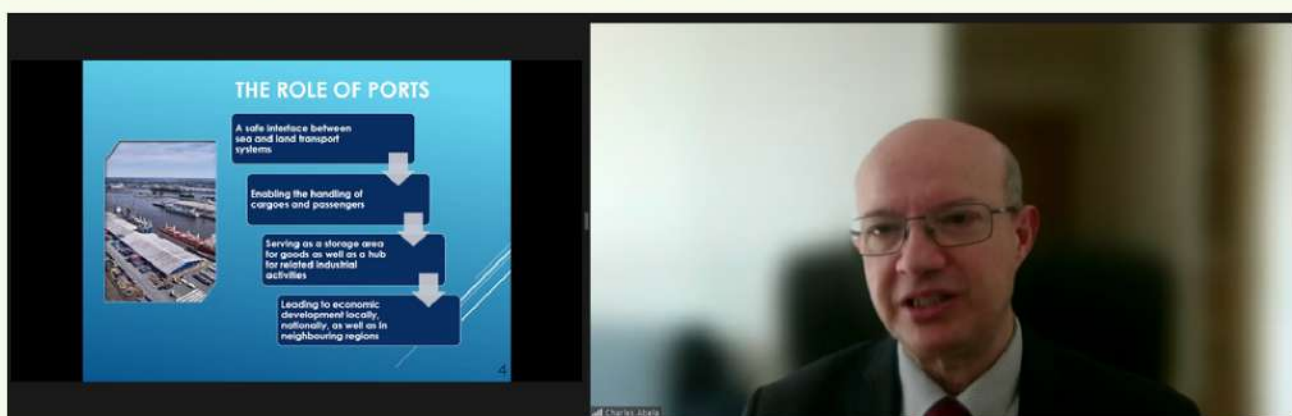 THE ROLE OF PORTS
A safe interface between
sea and land transport
systems
Enabling the handling of
cargoes and passengers
Serving as a storage area
for goods as well as a hub
for related industrial
activities
Leading to economic
development locally,
nationally, as well as in
neighbouring regions
4
Charles Abela